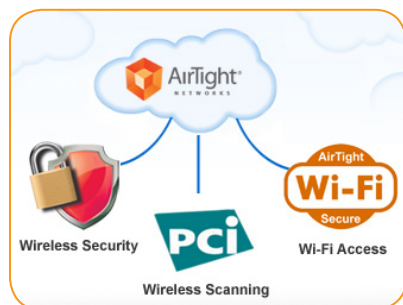 AirTight®
NETWORKS
AirTight
Wi-Fi
Secure
PCi
Wireless Security
Wi-Fi Access
Wireless Scanning